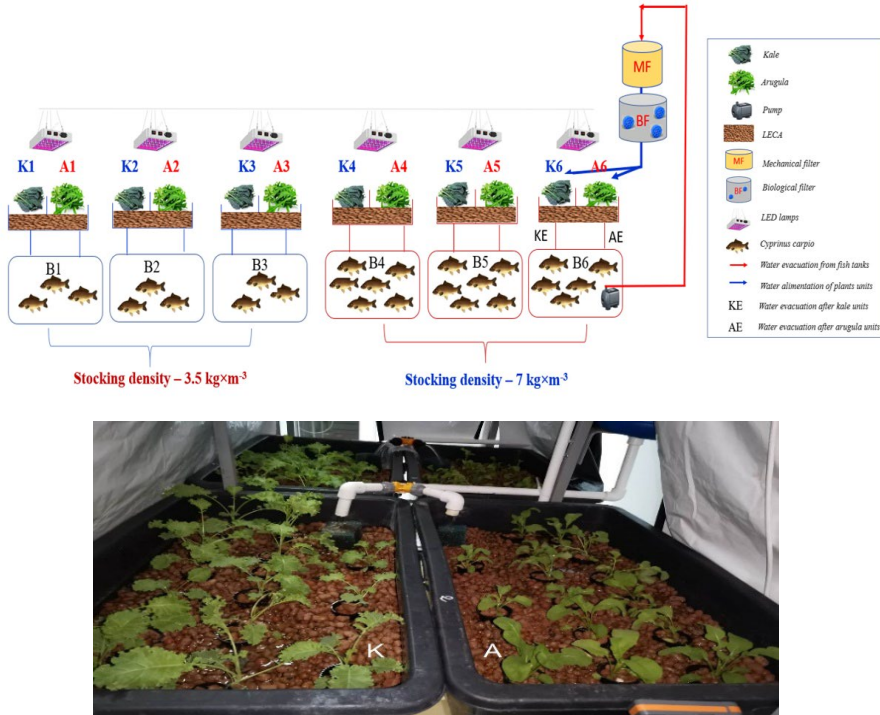 MF
BF
K1 A1 K2 A2 K3 A3 K4 A4 K5 A5 K6 A6
KE AE
B1 B2 B3 B4 B5 B6
Stocking density – 3.5 kg×m-³
Stocking density – 7 kg×m-³
Kale
Arugula
Pump
LECA
MF Mechanical filter
BF Biological filter
LED lamps
Cyprinus carpio
Water evacuation from fish tanks
Water alimentation of plants units
KE Water evacuation after kale units
AE Water evacuation after arugula units
K A